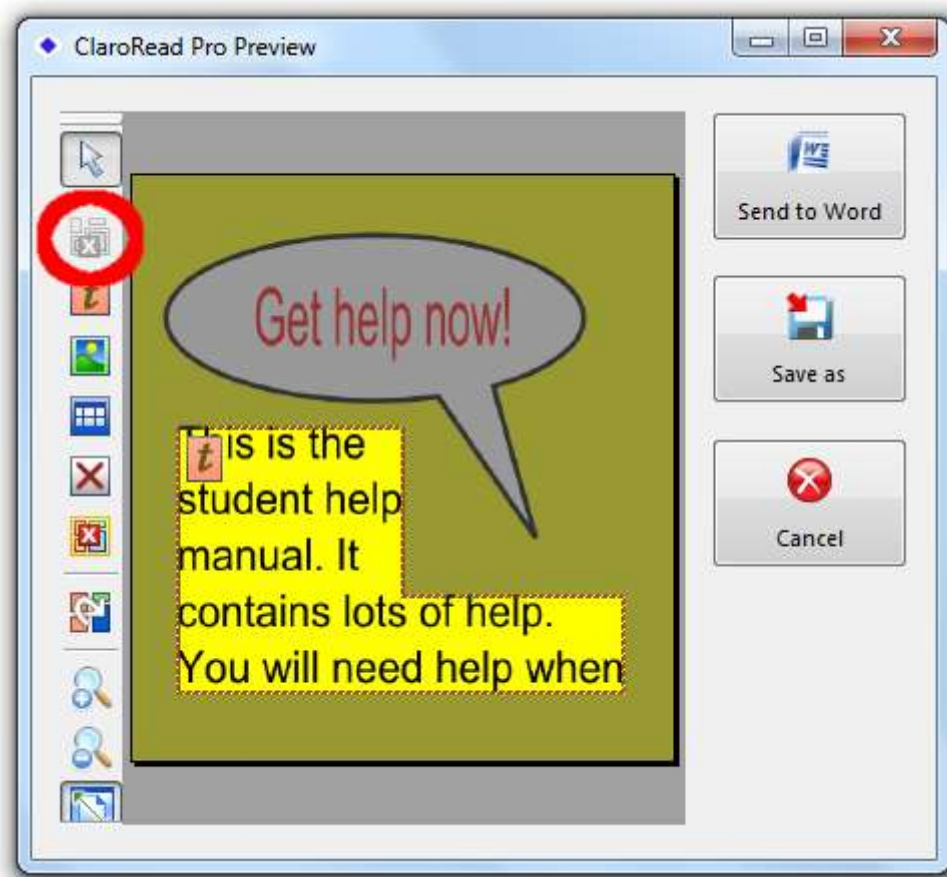 ClaroRead Pro Preview
Send to Word
Save as
Cancel
Get help now!
This is the
student help
manual. It
contains lots of help.
You will need help when